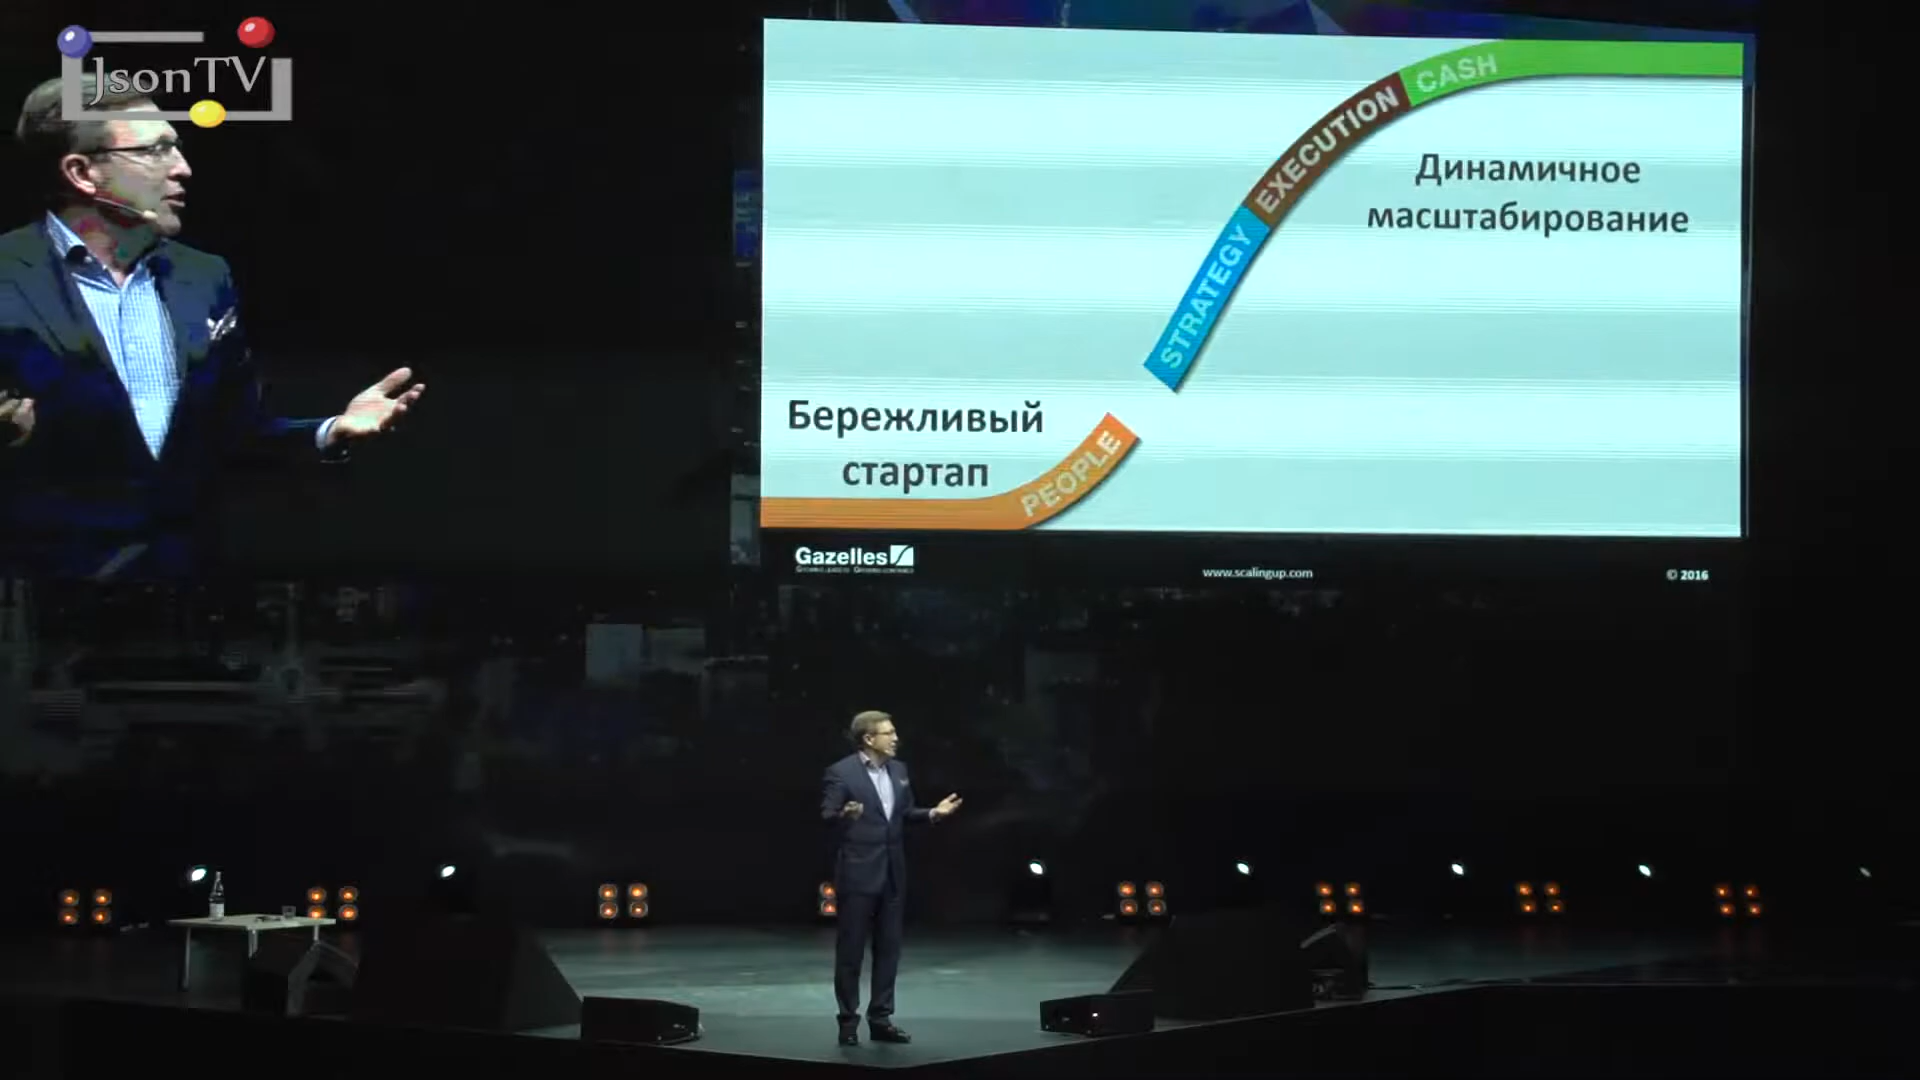 JsonTV
CASH
EXECUTION
STRATEGY
PEOPLE
Динамичное
масштабирование
Бережливый
стартап
Gazelles
www.scalingup.com
© 2016